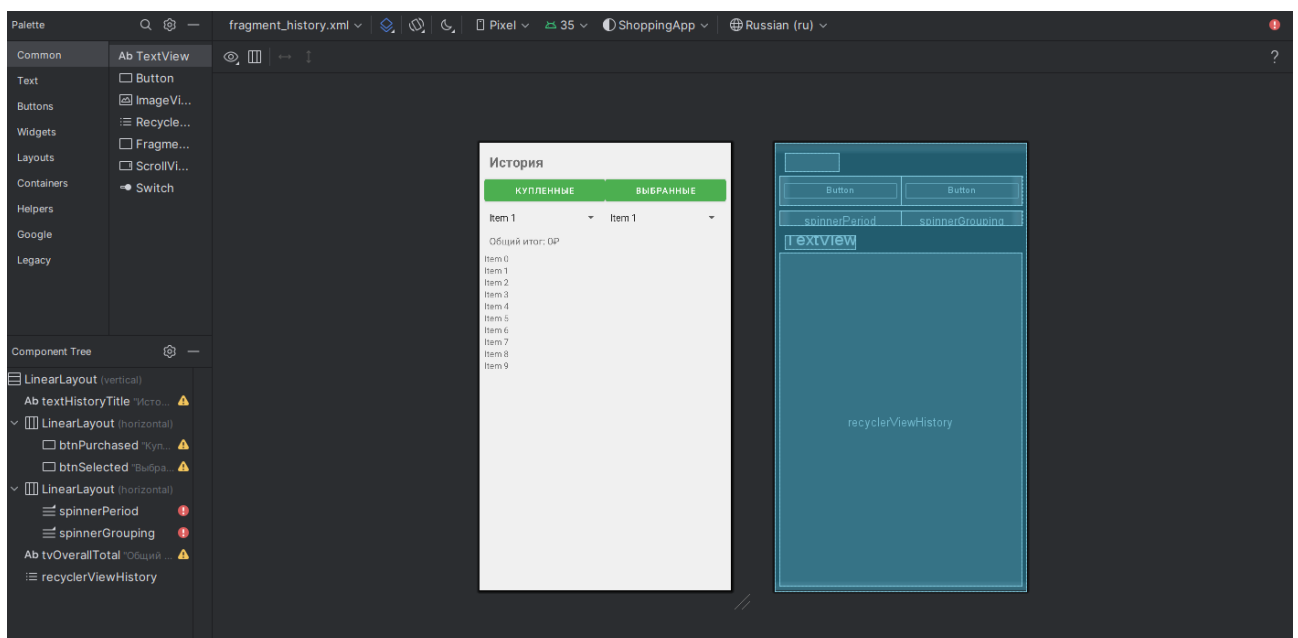 Palette
fragment_history.xml
Pixel
35
ShoppingApp
Russian (ru)
Common
Text
Buttons
Widgets
Layouts
Containers
Helpers
Google
Legacy
Ab TextView
Button
ImageVi...
Recycle...
Fragme...
ScrollVi...
Switch
?
Component Tree
LinearLayout (vertical)
Ab textHistoryTitle "Исто...
LinearLayout (horizontal)
btnPurchased "Куп...
btnSelected "Выбра...
LinearLayout (horizontal)
spinnerPeriod
spinnerGrouping
Ab tvOverallTotal "Общий ...
recyclerViewHistory
История
КУПЛЕННЫЕ ВЫБРАННЫЕ
Item 1 Item 1
Общий итог: 0₽
Item 0
Item 1
Item 2
Item 3
Item 4
Item 5
Item 6
Item 7
Item 8
Item 9
Button Button
spinnerPeriod spinnerGrouping
TextView
recyclerViewHistory